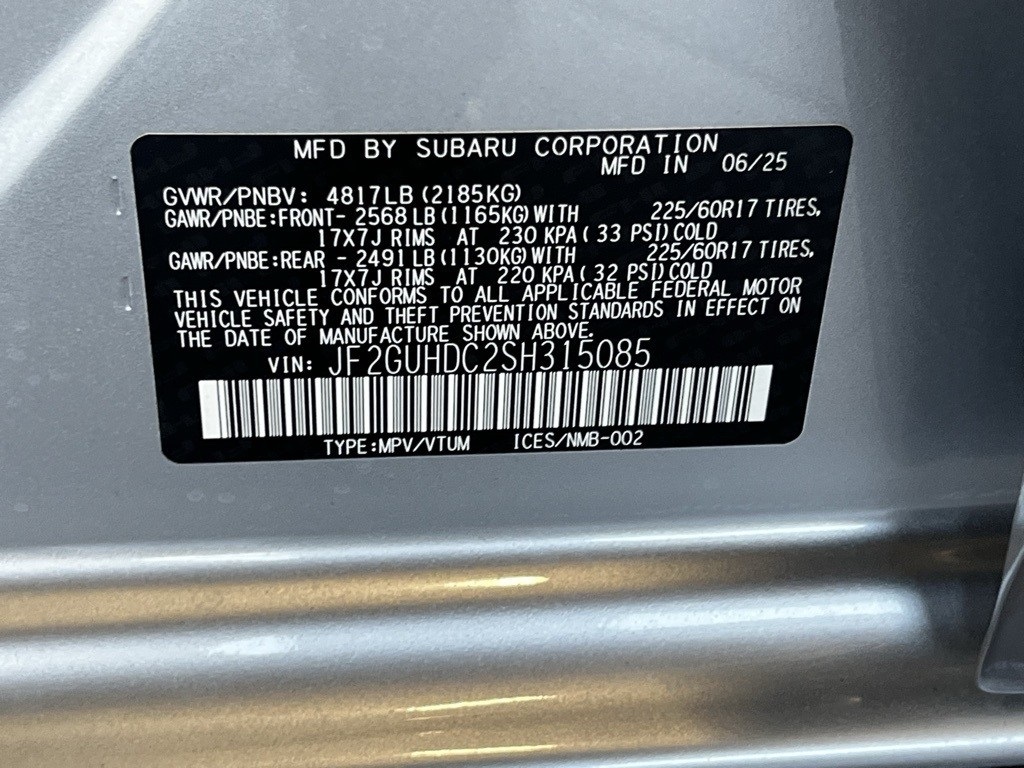 MFD BY SUBARU CORPORATION
MFD IN 06/25
GVWR/PNBV: 4817LB (2185KG)
GAWR/PNBE:FRONT- 2568 LB (1165KG) WITH 225/60R17 TIRES,
17X7J RIMS AT 230 KPA ( 33 PSI) COLD
GAWR/PNBE:REAR - 2491 LB (1130KG) WITH 225/60R17 TIRES,
17X7J RIMS AT 220 KPA ( 32 PSI) COLD
THIS VEHICLE CONFORMS TO ALL APPLICABLE FEDERAL MOTOR
VEHICLE SAFETY AND THEFT PREVENTION STANDARDS IN EFFECT ON
THE DATE OF MANUFACTURE SHOWN ABOVE.
VIN: JF2GUHDC2SH315085
TYPE:MPV/VTUM ICES/NMB-002